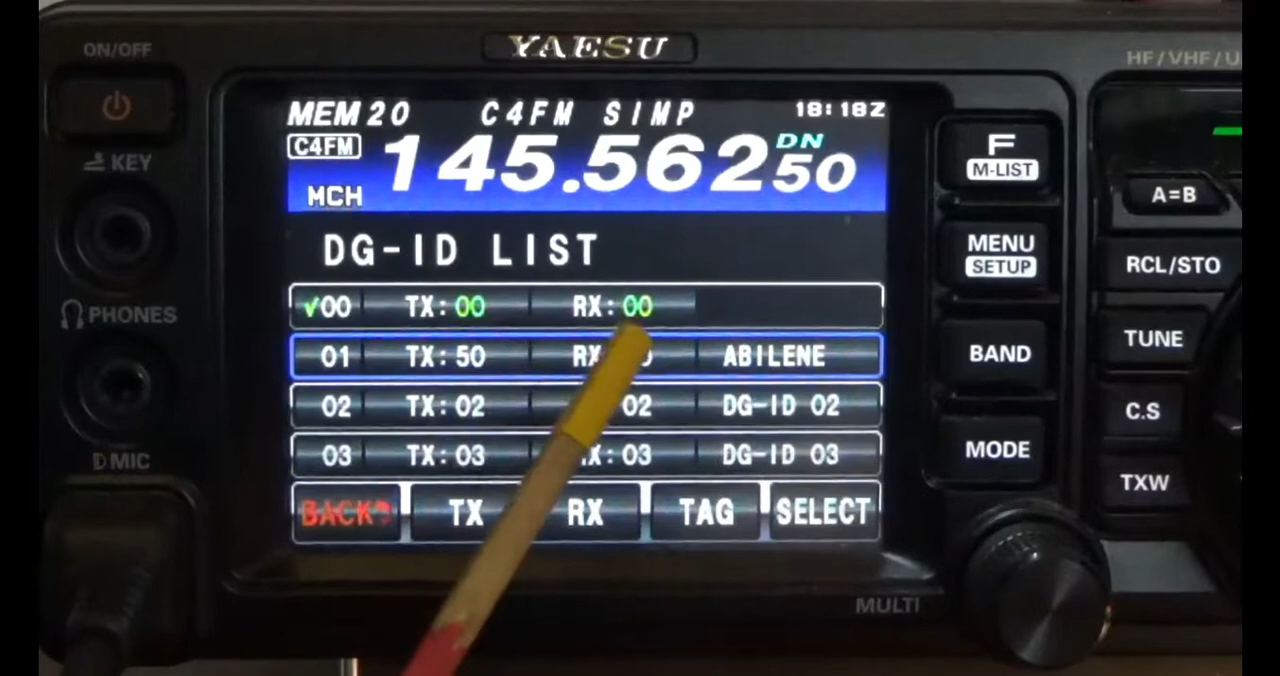 ON/OFF
YAESU
HF/VHF/U
MEM 20 C4FM SIMP 18:18Z
C4FM 145.562 50 DN
MCH
F
M-LIST
KEY
A=B
DG-ID LIST
MENU
SETUP
RCL/STO
√00 TX:00 RX:00
PHONES
TUNE
01 TX:50 ABILENE
BAND
02 TX:02 02 DG-ID 02
C.S
03 TX:03 X:03 DG-ID 03
MODE
D MIC
TXW
BACK TX RX TAG SELECT
MULTI